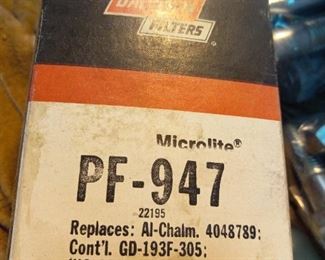 FILTERS
Microlite®
PF-947
22195
Replaces: Al-Chalm. 4048789;
Cont'l. GD-193F-305;